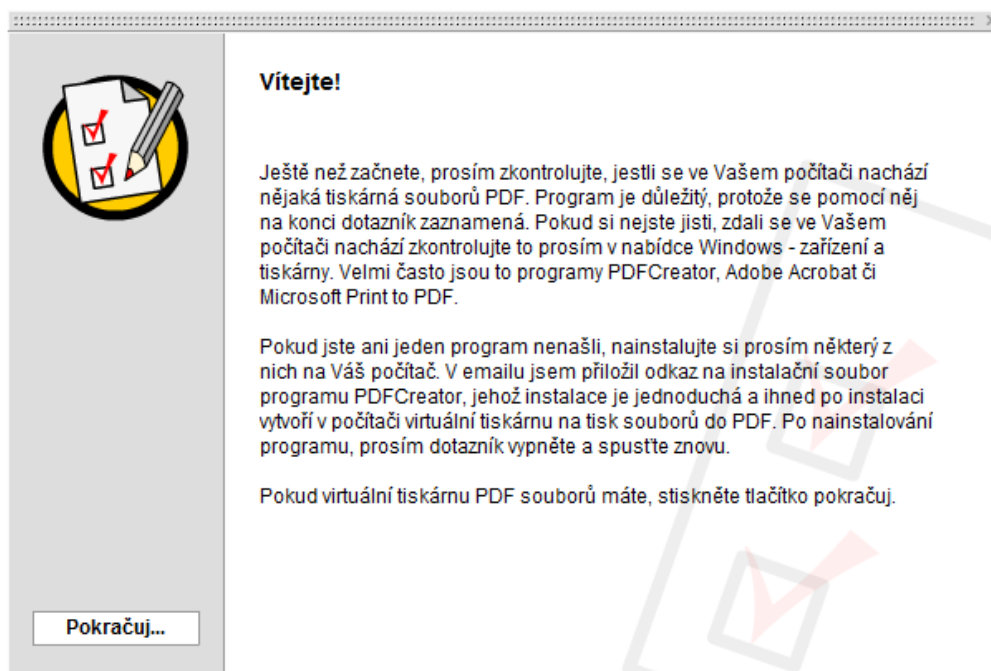 Vítejte!
Ještě než začnete, prosím zkontrolujte, jestli se ve Vašem počítači nachází
nějaká tiskárná souborů PDF. Program je důležitý, protože se pomocí něj
na konci dotazník zaznamená. Pokud si nejste jisti, zdali se ve Vašem
počítači nachází zkontrolujte to prosím v nabídce Windows - zařízení a
tiskárny. Velmi často jsou to programy PDFCreator, Adobe Acrobat či
Microsoft Print to PDF.
Pokud jste ani jeden program nenašli, nainstalujte si prosím některý z
nich na Váš počítač. V emailu jsem přiložil odkaz na instalační soubor
programu PDFCreator, jehož instalace je jednoduchá a ihned po instalaci
vytvoří v počítači virtuální tiskárnu na tisk souborů do PDF. Po nainstalování
programu, prosím dotazník vypněte a spusťte znovu.
Pokud virtuální tiskárnu PDF souborů máte, stiskněte tlačítko pokračuj.
Pokračuj...